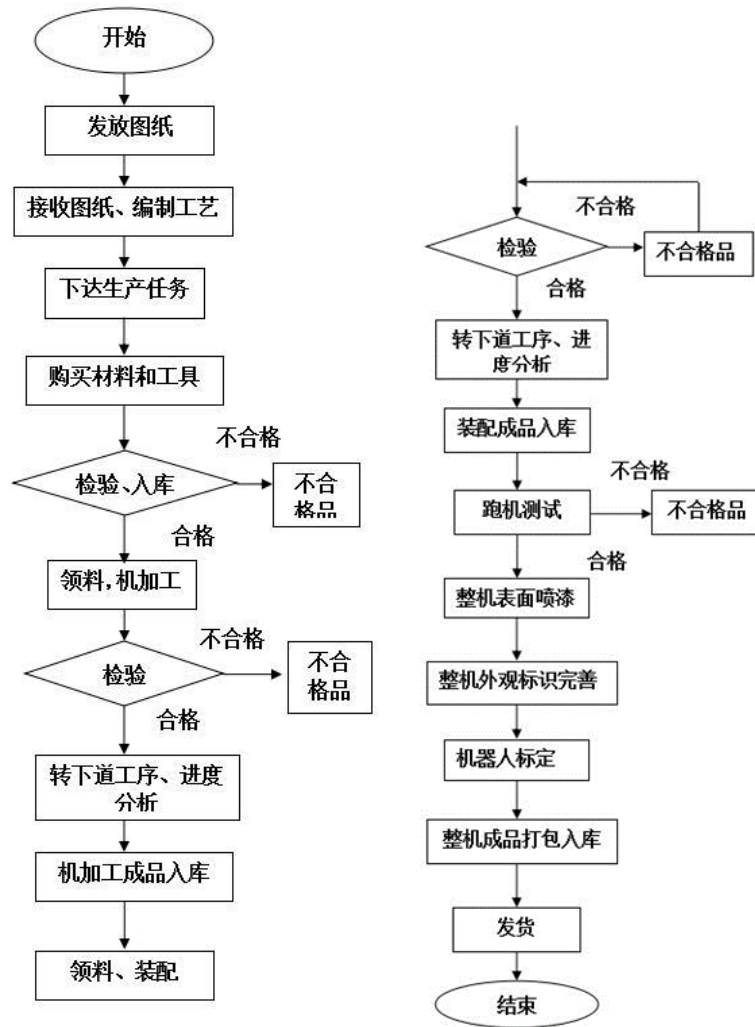 开始
发放图纸
接收图纸、编制工艺
下达生产任务
购买材料和工具
不合格
检验、入库
不合
格品
合格
领料，机加工
不合格
检验
不合
格品
合格
转下道工序、进度
分析
机加工成品入库
领料、装配
不合格
检验
不合格品
合格
转下道工序、进
度分析
装配成品入库
不合格
跑机测试
不合格品
合格
整机表面喷漆
整机外观标识完善
机器人标定
整机成品打包入库
发货
结束